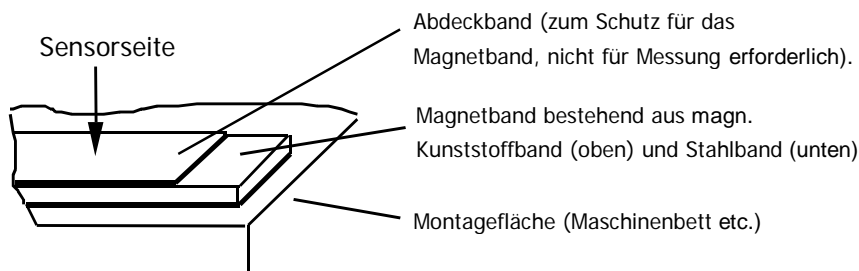 Sensorseite
Abdeckband (zum Schutz für das
Magnetband, nicht für Messung erforderlich).
Magnetband bestehend aus magn.
Kunststoffband (oben) und Stahlband (unten)
Montagefläche (Maschinenbett etc.)